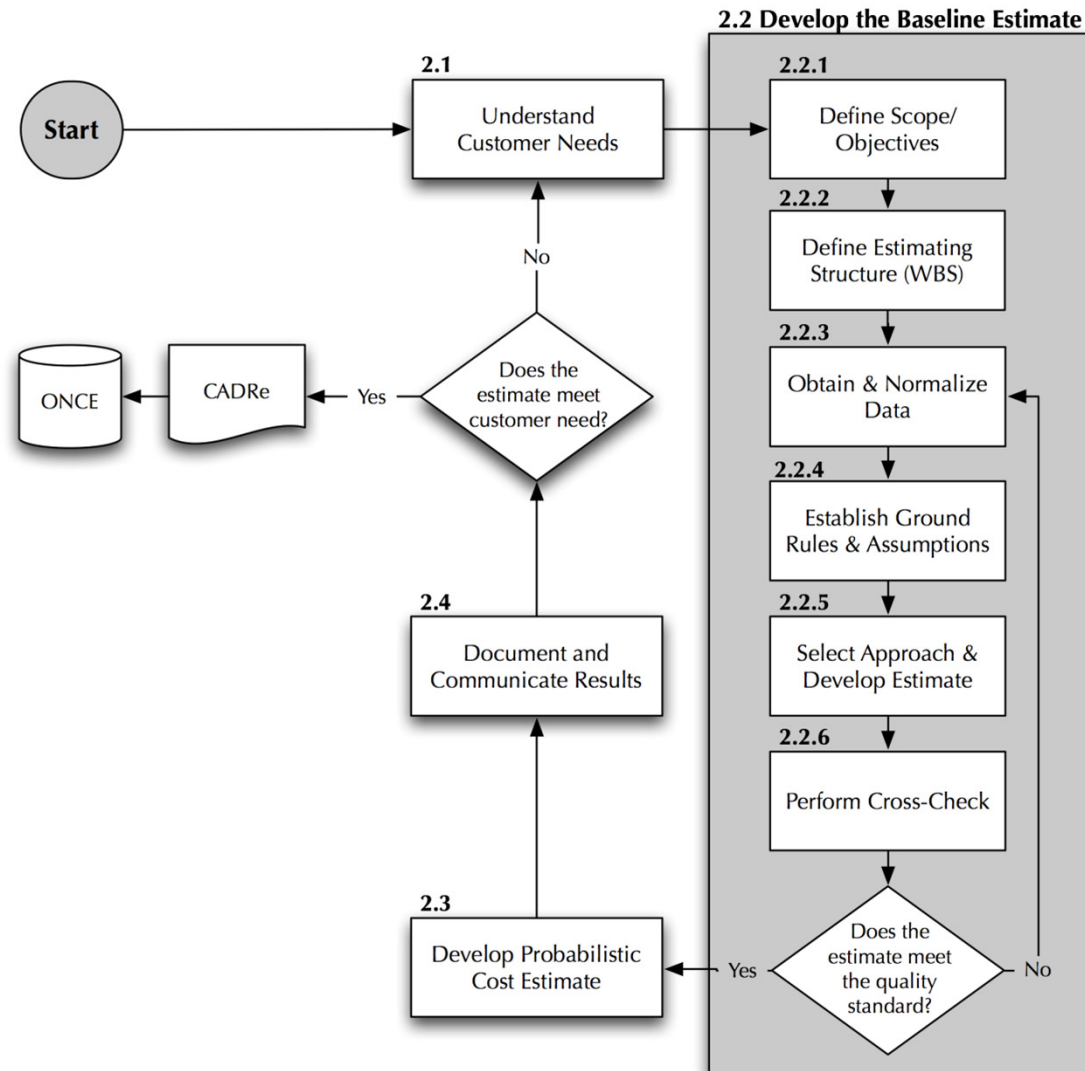 2.2 Develop the Baseline Estimate
Start
2.1
Understand
Customer Needs
2.2.1
Define Scope/
Objectives
2.2.2
Define Estimating
Structure (WBS)
2.2.3
Obtain & Normalize
Data
2.2.4
Establish Ground
Rules & Assumptions
2.2.5
Select Approach &
Develop Estimate
2.2.6
Perform Cross-Check
Does the
estimate meet
the quality
standard?
No
Yes
2.3
Develop Probabilistic
Cost Estimate
2.4
Document and
Communicate Results
Does the
estimate meet
customer need?
No
Yes
CADRe
ONCE